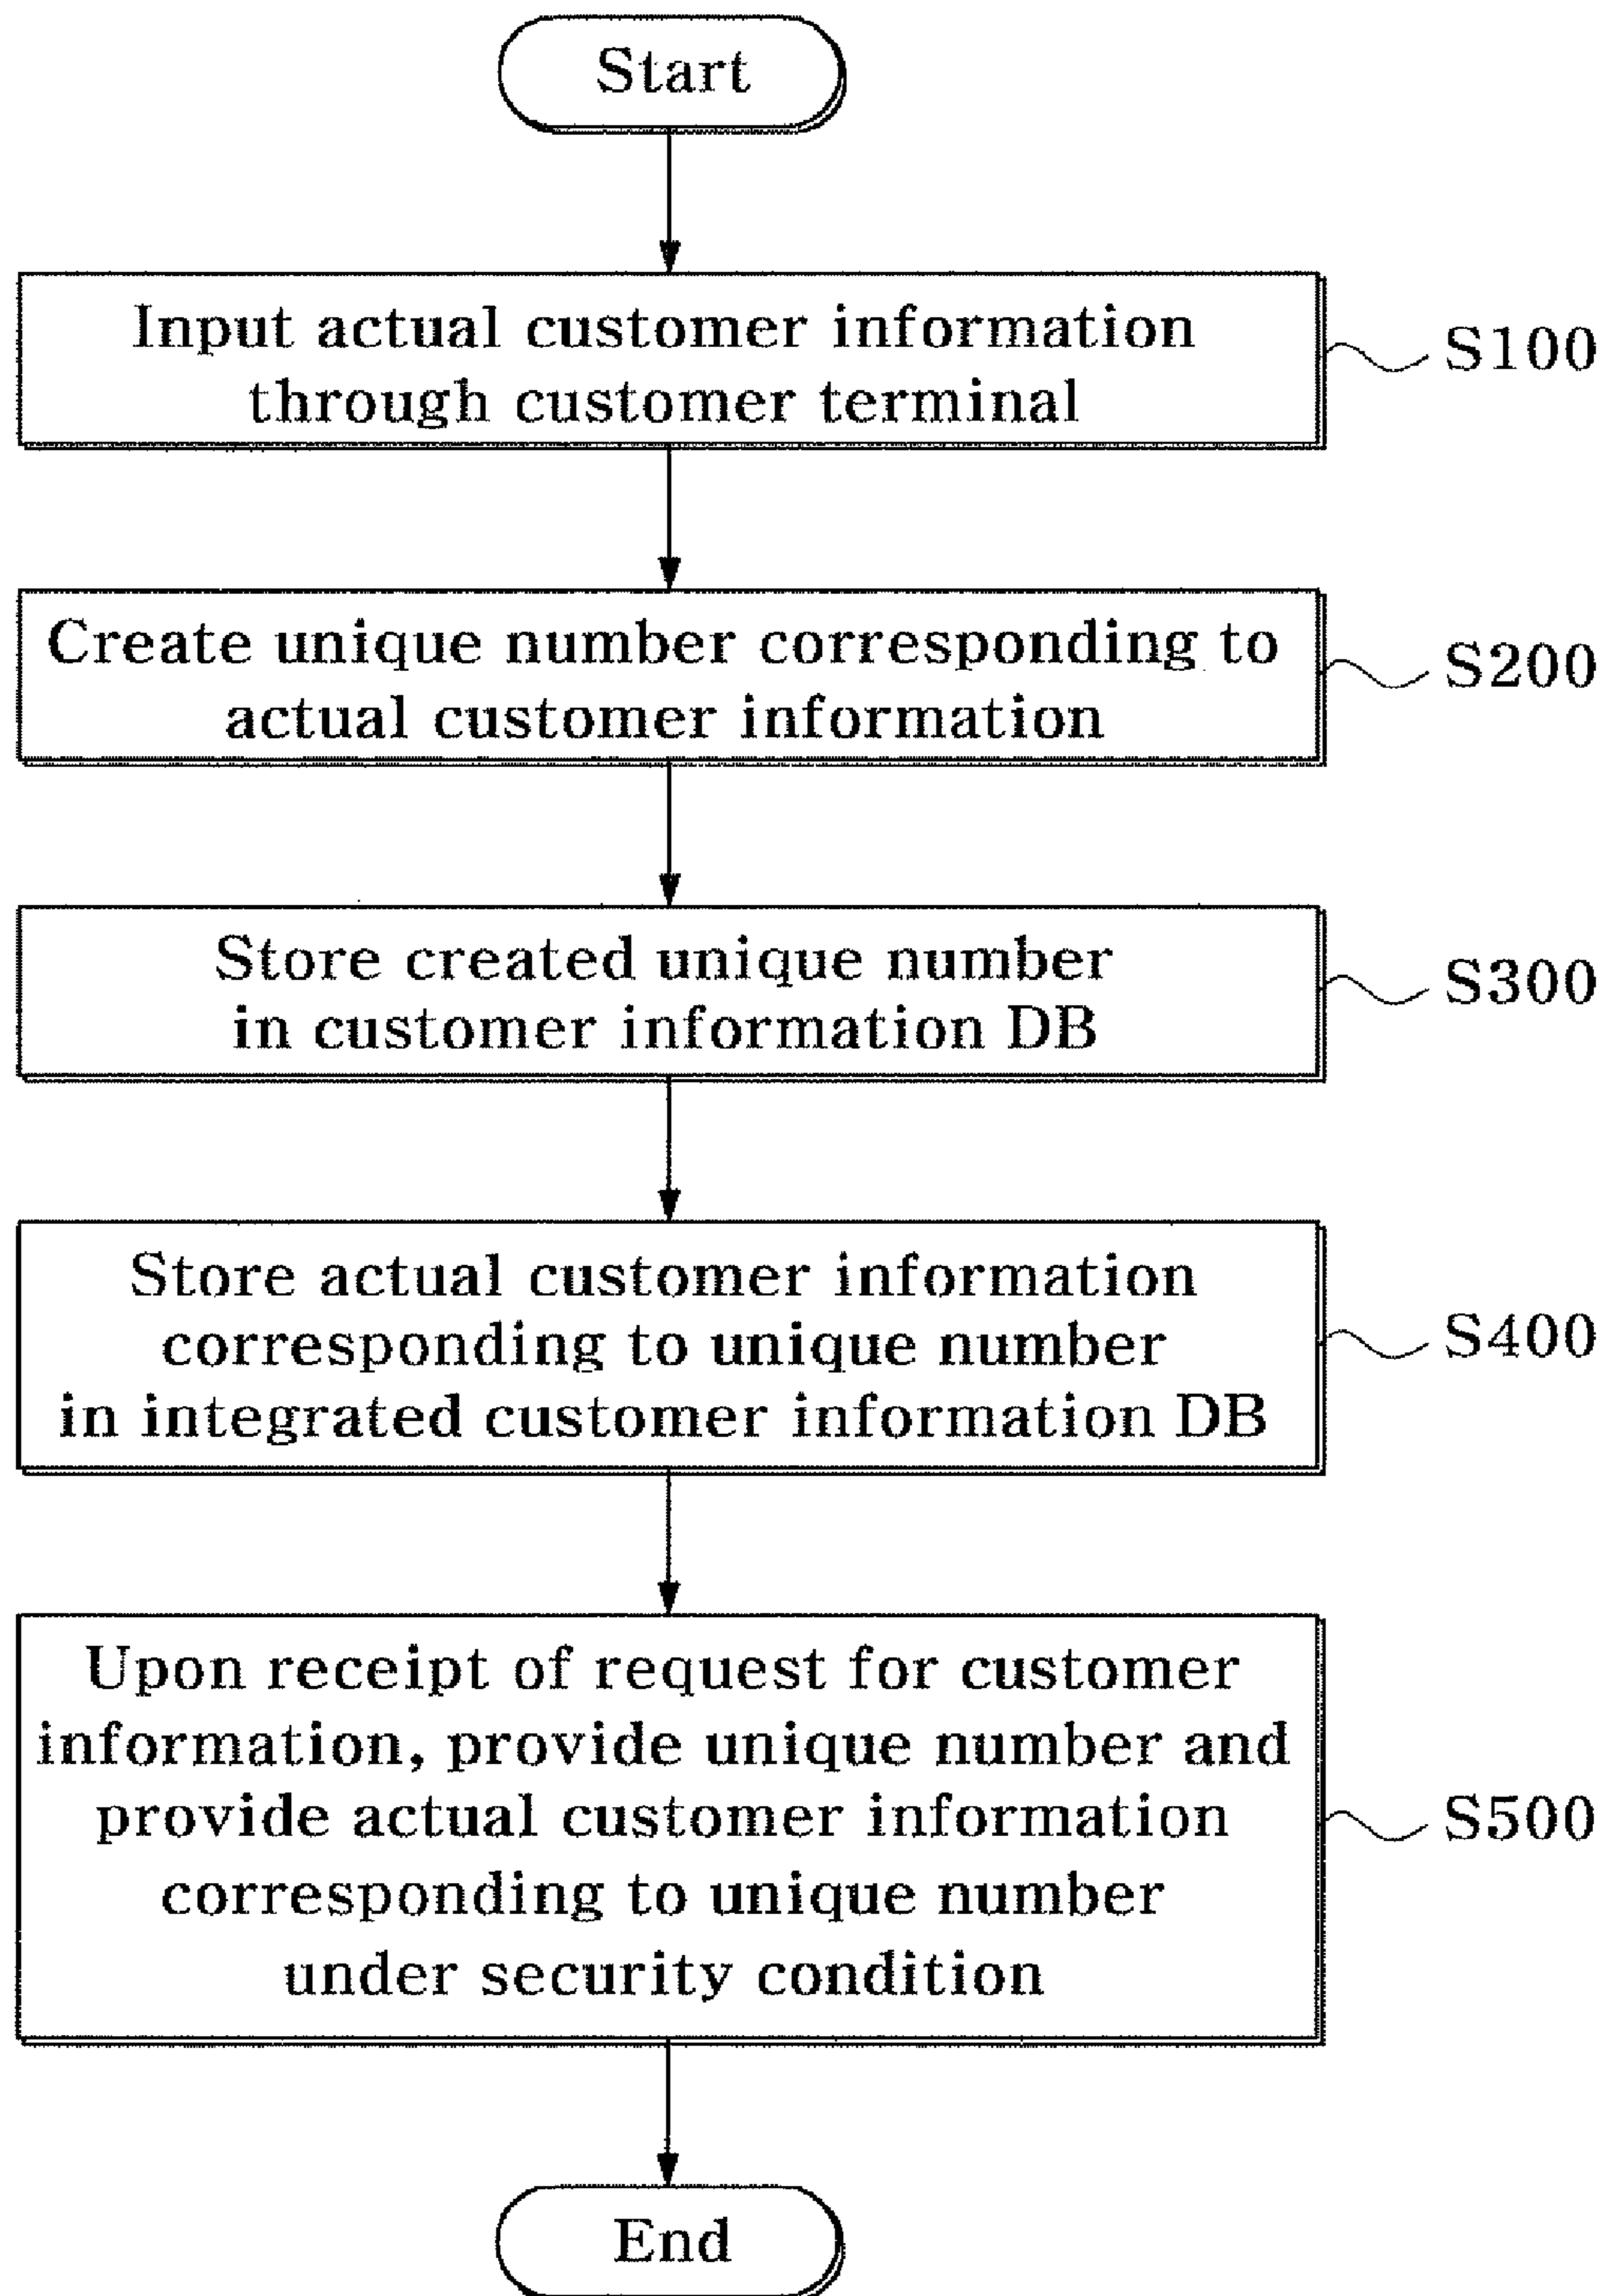 Start
Input actual customer information
through customer terminal
S100
Create unique number corresponding to
actual customer information
S200
Store created unique number
in customer information DB
S300
Store actual customer information
corresponding to unique number
in integrated customer information DB
S400
Upon receipt of request for customer
information, provide unique number and
provide actual customer information
corresponding to unique number
under security condition
S500
End